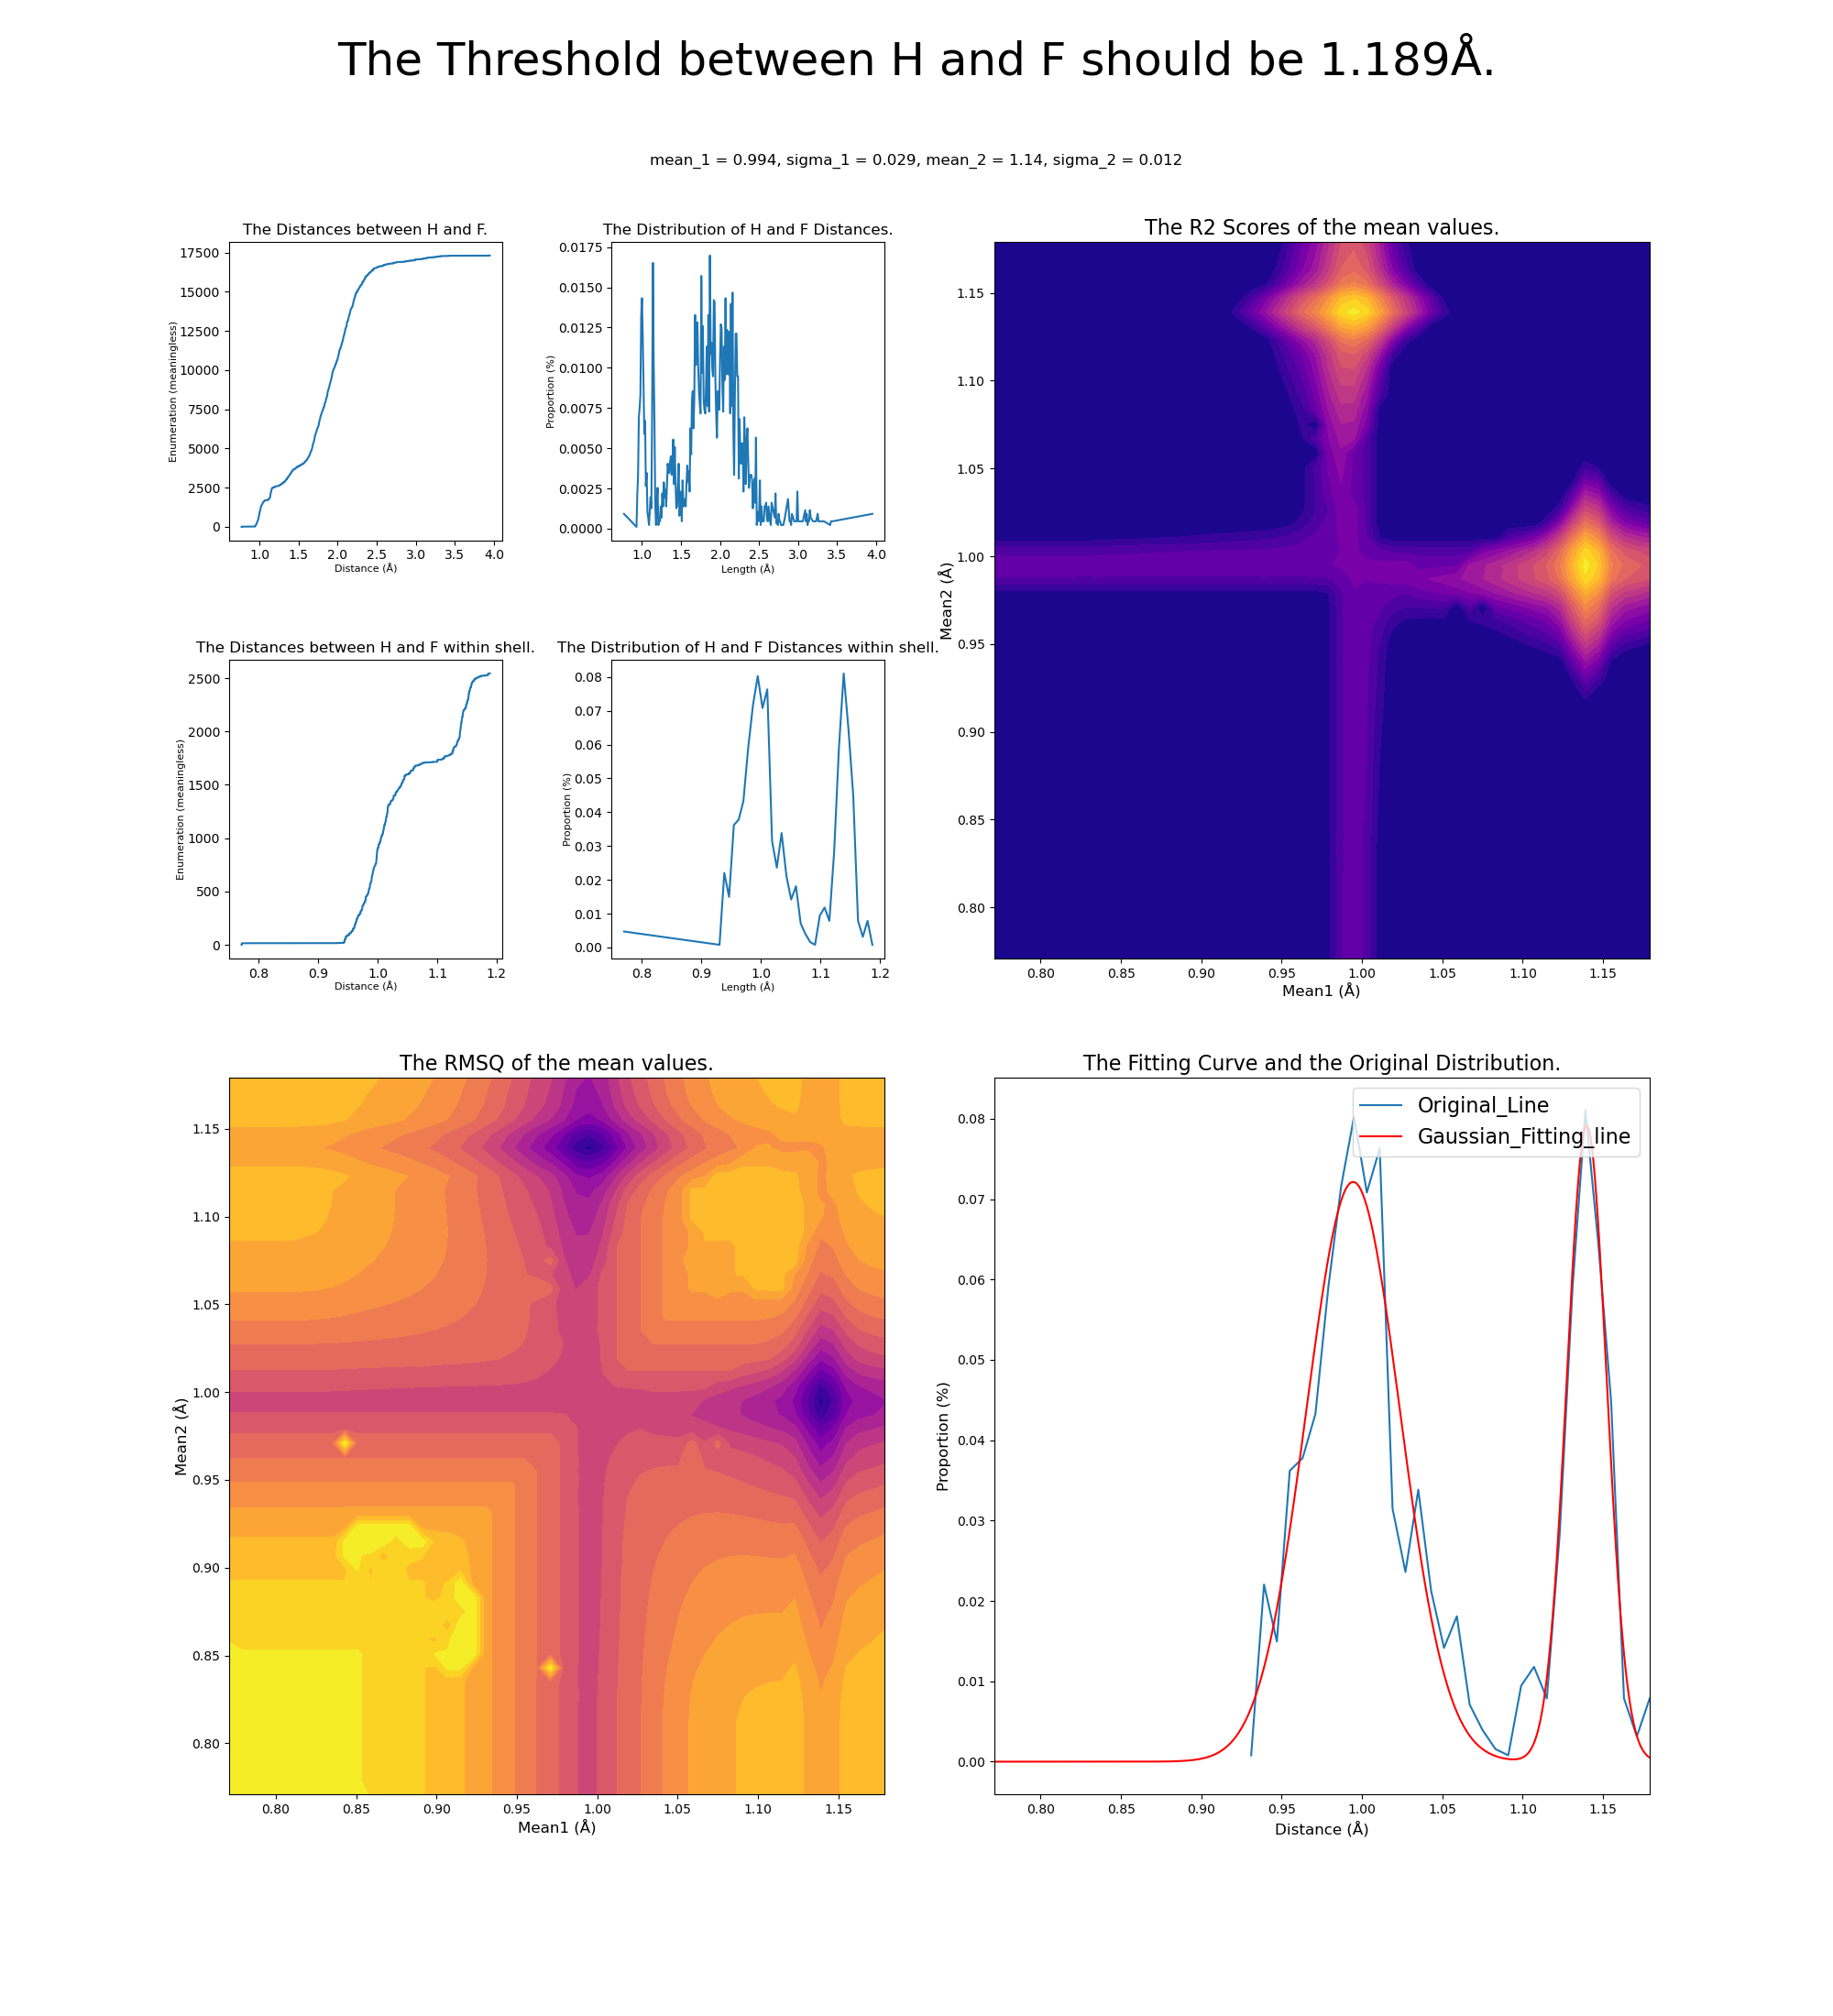 The Threshold between H and F should be 1.189Å.
mean_1 = 0.994, sigma_1 = 0.029, mean_2 = 1.14, sigma_2 = 0.012
The Distances between H and F.
17500
15000
12500
10000
7500
5000
2500
0
Enumeration (meaningless)
1.0 1.5 2.0 2.5 3.0 3.5 4.0
Distance (Å)
The Distribution of H and F Distances.
0.0175
0.0150
0.0125
0.0100
0.0075
0.0050
0.0025
0.0000
Proportion (%)
1.0 1.5 2.0 2.5 3.0 3.5 4.0
Length (Å)
The R2 Scores of the mean values.
1.15
1.10
1.05
1.00
0.95
0.90
0.85
0.80
Mean2 (Å)
0.80 0.85 0.90 0.95 1.00 1.05 1.10 1.15
Mean1 (Å)
The Distances between H and F within shell.
2500
2000
1500
1000
500
0
Enumeration (meaningless)
0.8 0.9 1.0 1.1 1.2
Distance (Å)
The Distribution of H and F Distances within shell.
0.08
0.07
0.06
0.05
0.04
0.03
0.02
0.01
0.00
Proportion (%)
0.8 0.9 1.0 1.1 1.2
Length (Å)
The RMSQ of the mean values.
1.15
1.10
1.05
1.00
0.95
0.90
0.85
0.80
Mean2 (Å)
0.80 0.85 0.90 0.95 1.00 1.05 1.10 1.15
Mean1 (Å)
The Fitting Curve and the Original Distribution.
Original_Line
Gaussian_Fitting_line
0.08
0.07
0.06
0.05
0.04
0.03
0.02
0.01
0.00
Proportion (%)
0.80 0.85 0.90 0.95 1.00 1.05 1.10 1.15
Distance (Å)